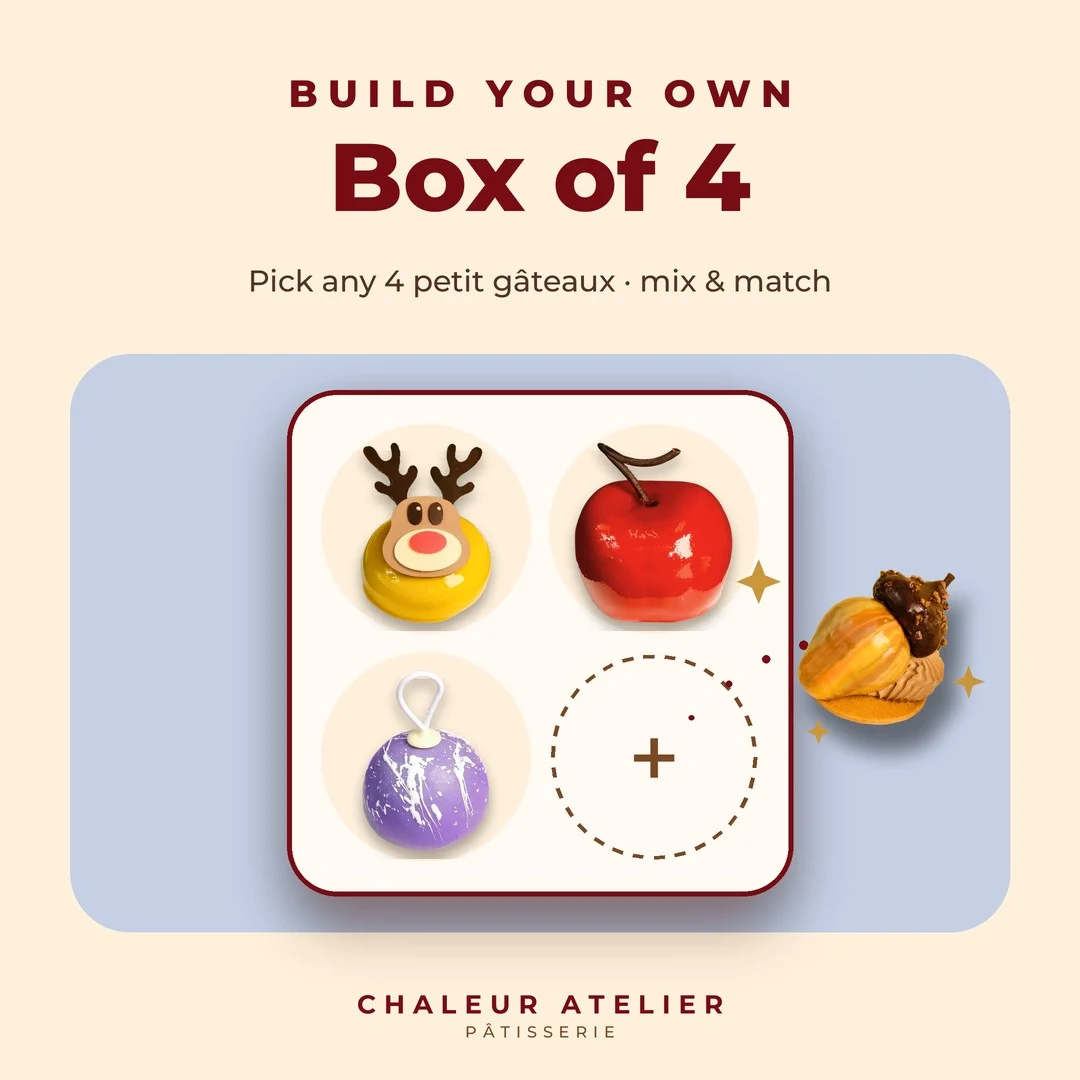 BUILD YOUR OWN
Box of 4
Pick any 4 petit gâteaux · mix & match
+
CHALEUR ATELIER
PÂTISSERIE